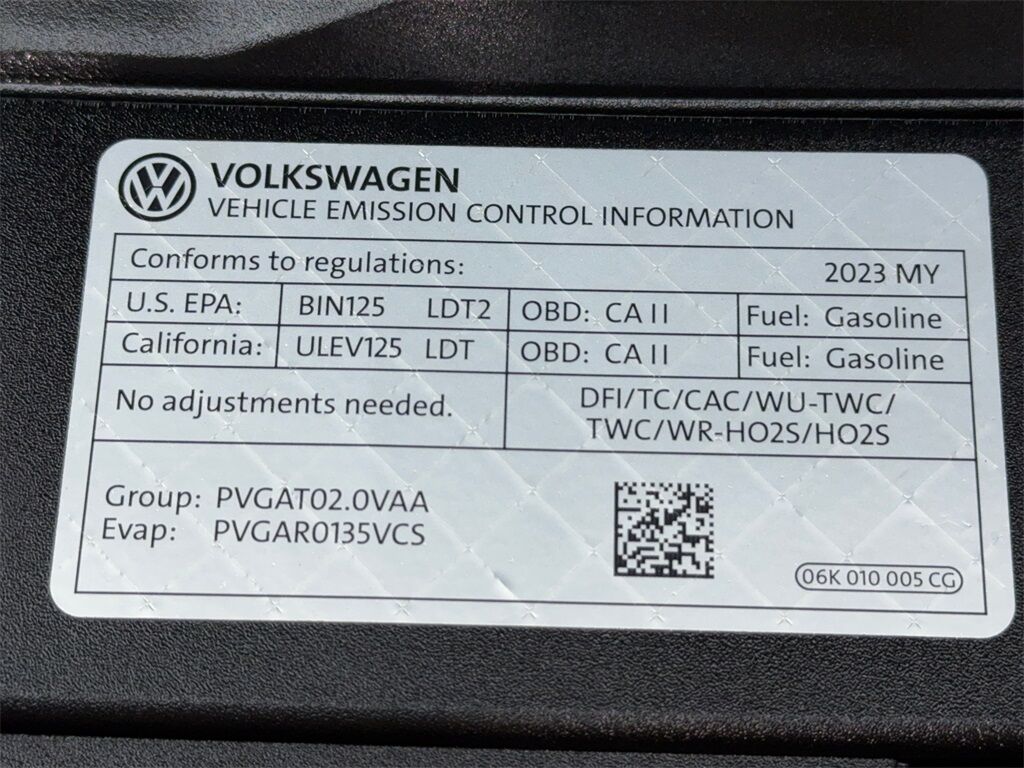 VOLKSWAGEN
VEHICLE EMISSION CONTROL INFORMATION
Conforms to regulations: 2023 MY
U.S. EPA: BIN125 LDT2 OBD: CA II Fuel: Gasoline
California: ULEV125 LDT OBD: CA II Fuel: Gasoline
No adjustments needed.
DFI/TC/CAC/WU-TWC/
TWC/WR-HO2S/HO2S
Group: PVGAT02.0VAA
Evap: PVGAR0135VCS
06K 010 005 CG